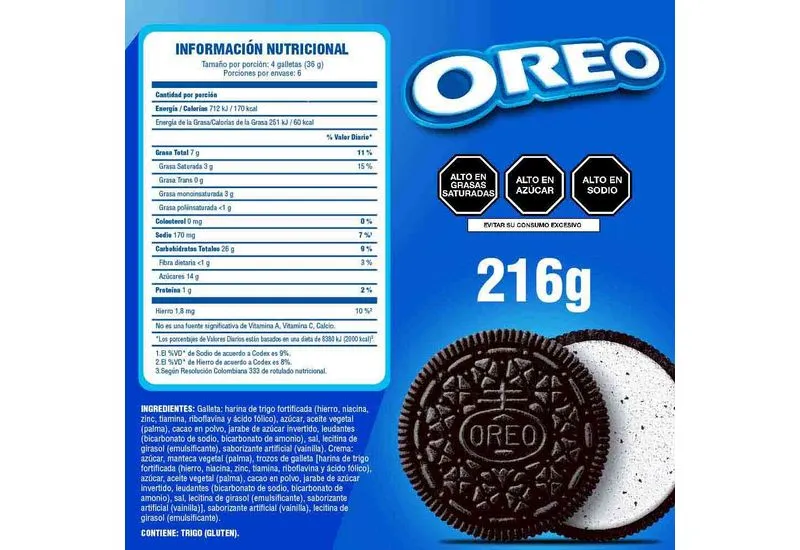 INFORMACIÓN NUTRICIONAL
Tamaño por porción: 4 galletas (36 g)
Porciones por envase: 6
Cantidad por porción
Energía / Calorías 712 kJ / 170 kcal
Energía de la Grasa/Calorías de la Grasa 251 kJ / 60 kcal
% Valor Diario*
Grasa Total 7 g 11 %
Grasa Saturada 3 g 15 %
Grasa Trans 0 g
Grasa monoinsaturada 3 g
Grasa poliinsaturada <1 g
Colesterol 0 mg 0 %
Sodio 170 mg 7 %¹
Carbohidratos Totales 26 g 9 %
Fibra dietaria <1 g 3 %
Azúcares 14 g
Proteína 1 g 2 %
Hierro 1,8 mg 10 %²
No es una fuente significativa de Vitamina A, Vitamina C, Calcio.
*Los porcentajes de Valores Diarios están basados en una dieta de 8380 kJ (2000 kcal)³
1.El %VD* de Sodio de acuerdo a Codex es 9%.
2.El %VD* de Hierro de acuerdo a Codex es 8%.
3.Según Resolución Colombiana 333 de rotulado nutricional.
INGREDIENTES: Galleta: harina de trigo fortificada (hierro, niacina,
zinc, tiamina, riboflavina y ácido fólico), azúcar, aceite vegetal
(palma), cacao en polvo, jarabe de azúcar invertido, leudantes
(bicarbonato de sodio, bicarbonato de amonio), sal, lecitina de
girasol (emulsificante), saborizante artificial (vainilla). Crema:
azúcar, manteca vegetal (palma), trozos de galleta [harina de trigo
fortificada (hierro, niacina, zinc, tiamina, riboflavina y ácido fólico),
azúcar, aceite vegetal (palma), cacao en polvo, jarabe de azúcar
invertido, leudantes (bicarbonato de sodio, bicarbonato de
amonio), sal, lecitina de girasol (emulsificante), saborizante
artificial (vainilla)], saborizante artificial (vainilla), lecitina de
girasol (emulsificante).
CONTIENE: TRIGO (GLUTEN).
OREO
ALTO EN
GRASAS
SATURADAS
ALTO EN
AZÚCAR
ALTO EN
SODIO
EVITAR SU CONSUMO EXCESIVO
216g
OREO